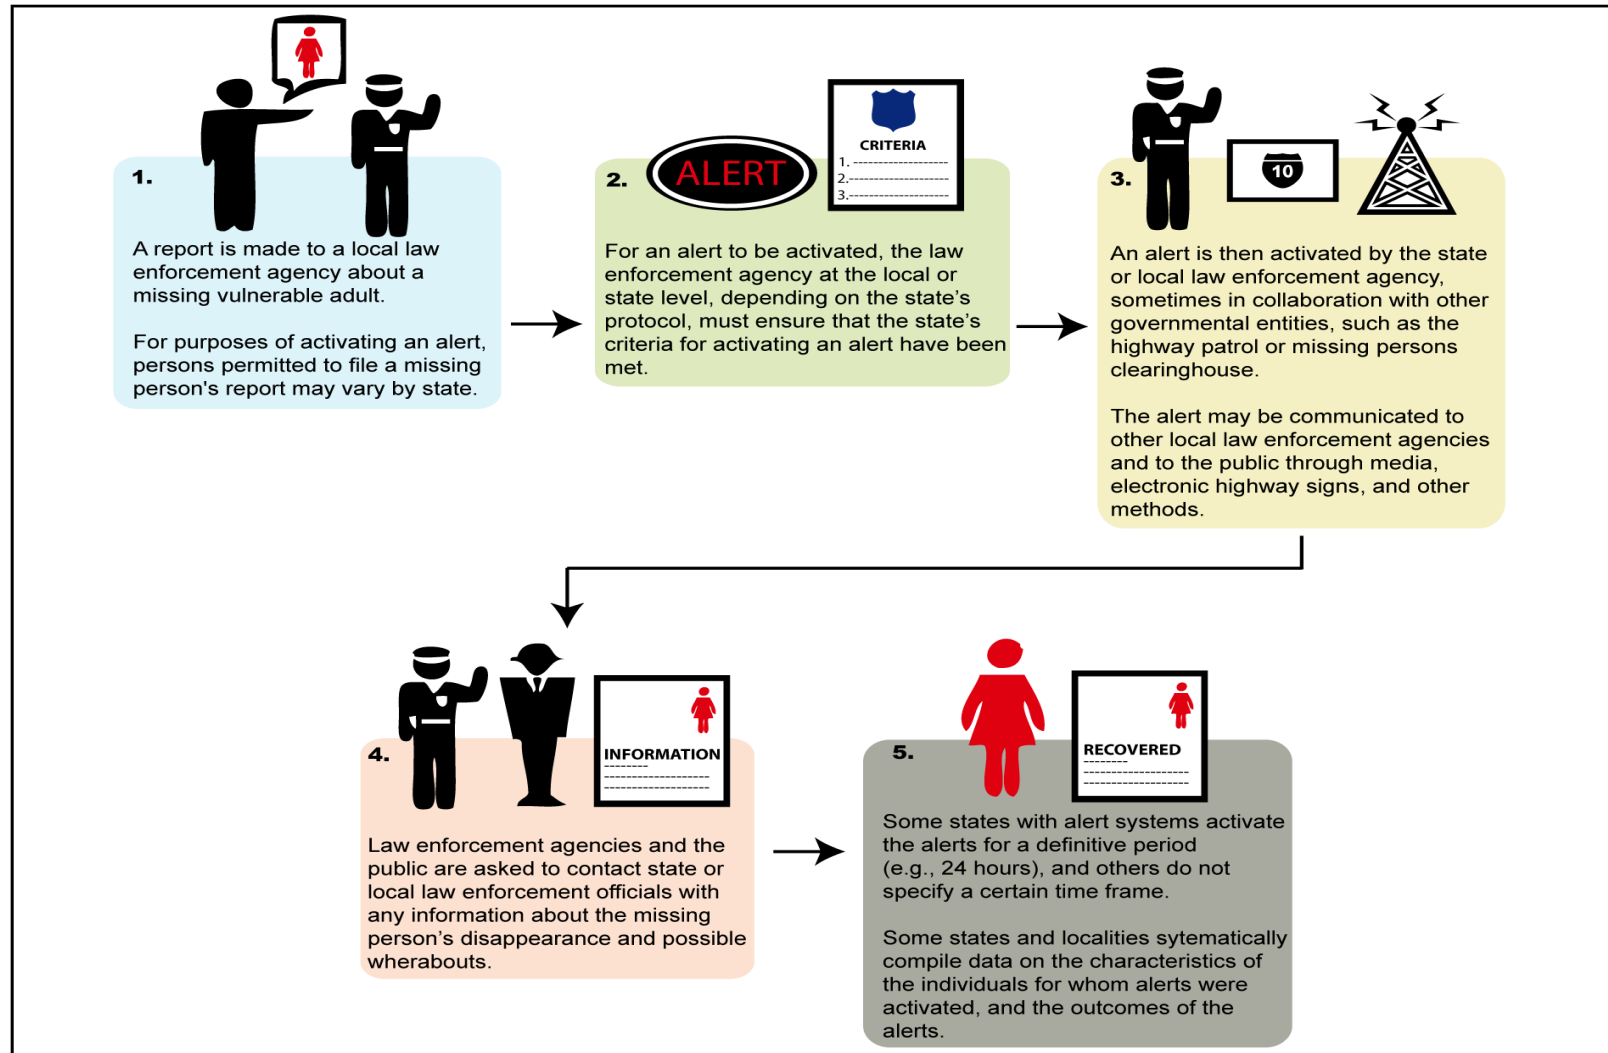 1.
A report is made to a local law
enforcement agency about a
missing vulnerable adult.
For purposes of activating an alert,
persons permitted to file a missing
person's report may vary by state.
2.
ALERT
CRITERIA
1. --------------------
2.---------------------
3.---------------------
For an alert to be activated, the law
enforcement agency at the local or
state level, depending on the state’s
protocol, must ensure that the state’s
criteria for activating an alert have been
met.
3.
10
An alert is then activated by the state
or local law enforcement agency,
sometimes in collaboration with other
governmental entities, such as the
highway patrol or missing persons
clearinghouse.
The alert may be communicated to
other local law enforcement agencies
and to the public through media,
electronic highway signs, and other
methods.
4.
INFORMATION
Law enforcement agencies and the
public are asked to contact state or
local law enforcement officials with
any information about the missing
person’s disappearance and possible
wherabouts.
5.
RECOVERED
Some states with alert systems activate
the alerts for a definitive period
(e.g., 24 hours), and others do not
specify a certain time frame.
Some states and localities sytematically
compile data on the characteristics of
the individuals for whom alerts were
activated, and the outcomes of the
alerts.